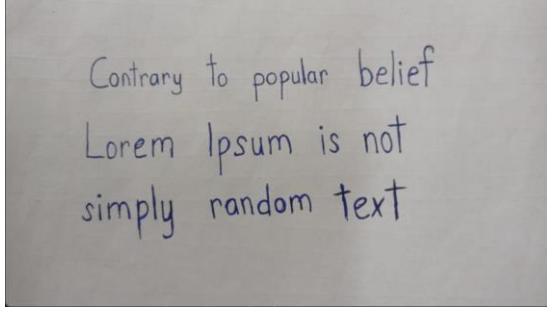 Contrary to popular belief
Lorem Ipsum is not
simply random text